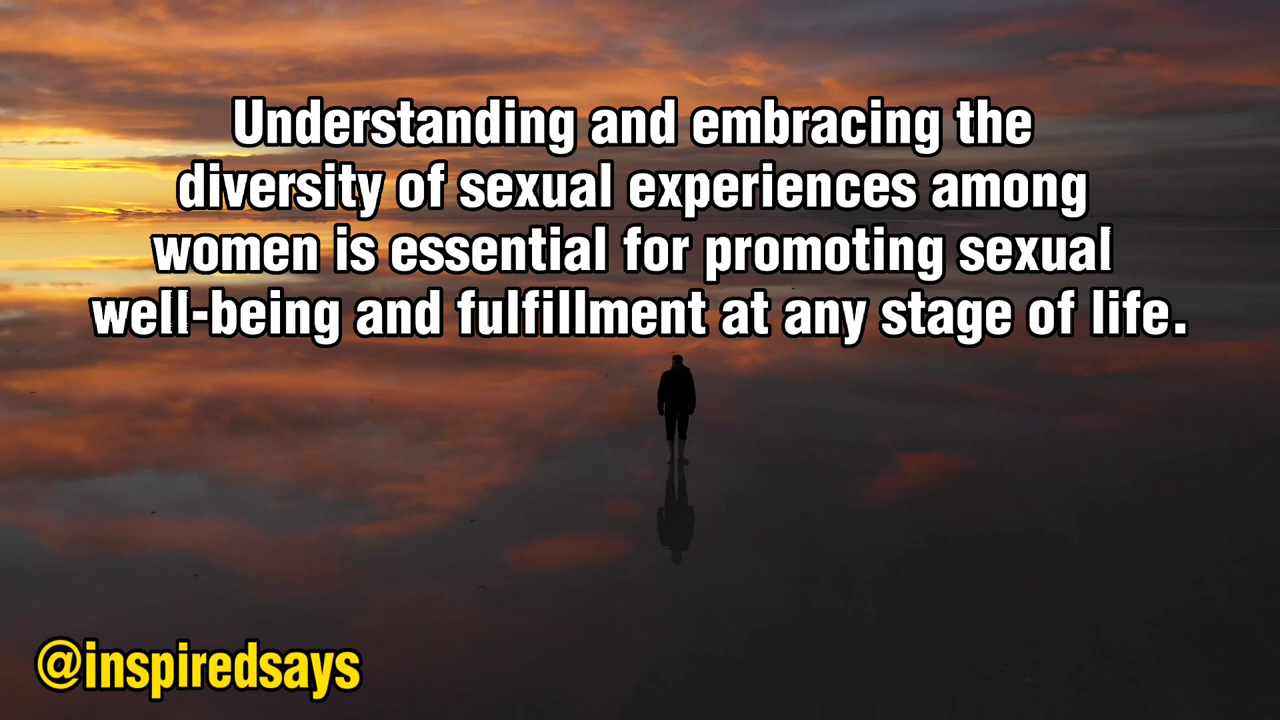 Understanding and embracing the
diversity of sexual experiences among
women is essential for promoting sexual
well-being and fulfillment at any stage of life.
@inspiredsays